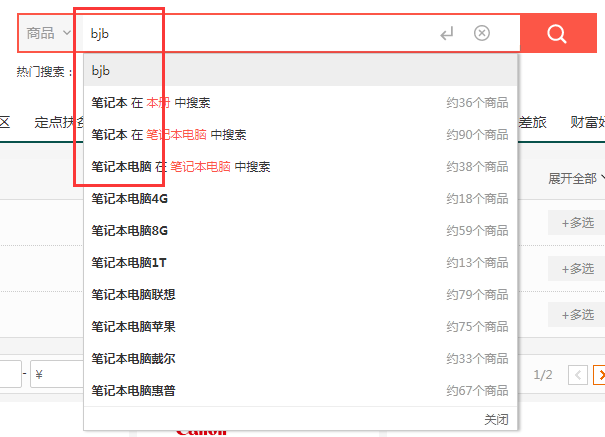 商品 bjb
热门搜索：
bjb
笔记本 在 本册 中搜索 约36个商品
区 定点扶贫 笔记本 在 笔记本电脑 中搜索 约90个商品 差旅 财富
笔记本电脑 在 笔记本电脑 中搜索 约38个商品
展开全部
笔记本电脑4G 约18个商品
+多选
笔记本电脑8G 约59个商品
笔记本电脑1T 约13个商品
+多选
笔记本电脑联想 约79个商品
笔记本电脑苹果 约75个商品
+多选
笔记本电脑戴尔 约33个商品
- ¥ 1/2
笔记本电脑惠普 约67个商品
关闭
Canon